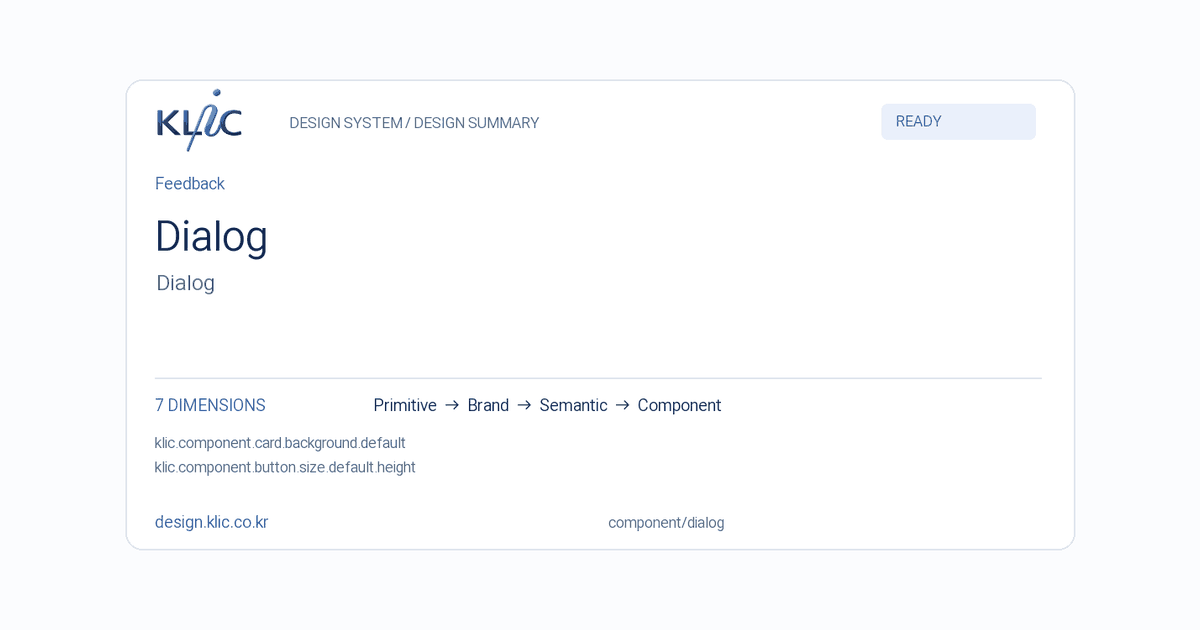 KLiC
DESIGN SYSTEM / DESIGN SUMMARY
READY
Feedback
Dialog
Dialog
7 DIMENSIONS
Primitive → Brand → Semantic → Component
klic.component.card.background.default
klic.component.button.size.default.height
design.klic.co.kr
component/dialog